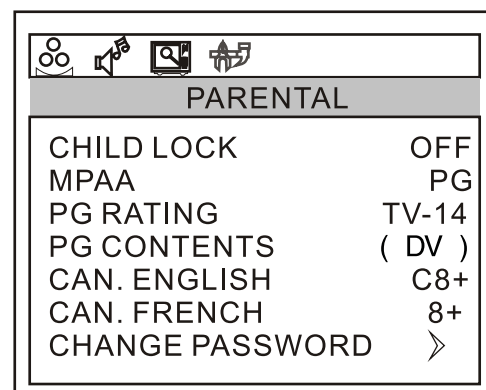 PARENTAL
CHILD LOCK OFF
MPAA PG
PG RATING TV-14
PG CONTENTS ( DV )
CAN. ENGLISH C8+
CAN. FRENCH 8+
CHANGE PASSWORD